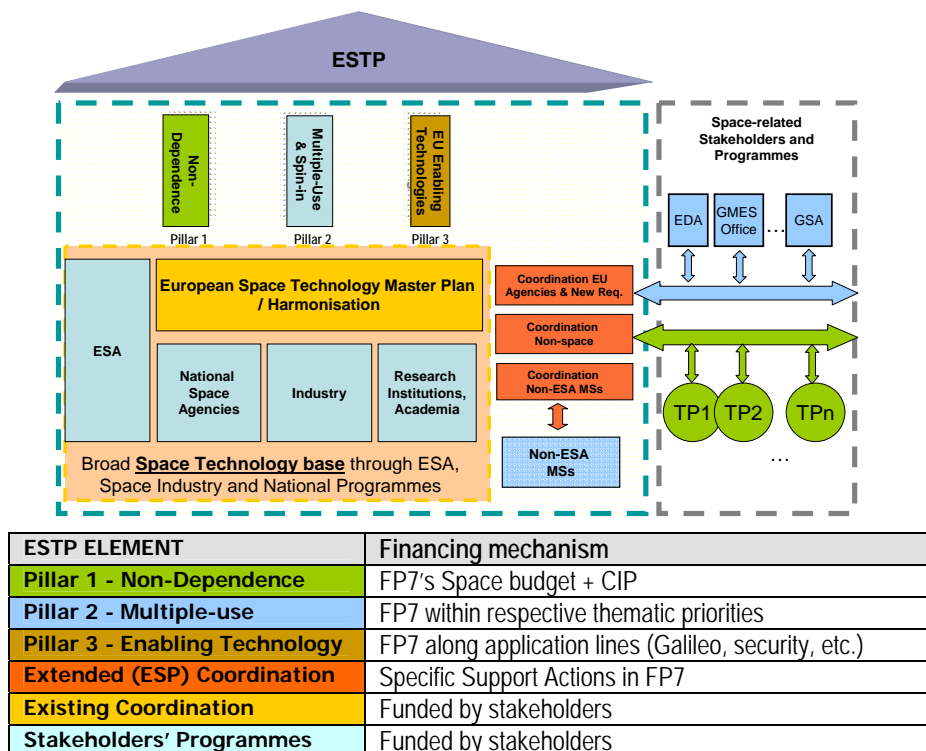 ESTP
Non-
Dependence
Multiple-Use
& Spin-in
EU Enabling
Technologies
Pillar 1
Pillar 2
Pillar 3
Space-related
Stakeholders and
Programmes
EDA
GMES
Office
...
GSA
European Space Technology Master Plan
/ Harmonisation
Coordination EU
Agencies & New Req.
Coordination
Non-space
Coordination
Non-ESA MSs
ESA
National
Space
Agencies
Industry
Research
Institutions,
Academia
TP1
TP2
TPn
...
Non-ESA
MSs
Broad Space Technology base through ESA,
Space Industry and National Programmes
ESTP ELEMENT Financing mechanism
Pillar 1 - Non-Dependence FP7's Space budget + CIP
Pillar 2 - Multiple-use FP7 within respective thematic priorities
Pillar 3 - Enabling Technology FP7 along application lines (Galileo, security, etc.)
Extended (ESP) Coordination Specific Support Actions in FP7
Existing Coordination Funded by stakeholders
Stakeholders' Programmes Funded by stakeholders